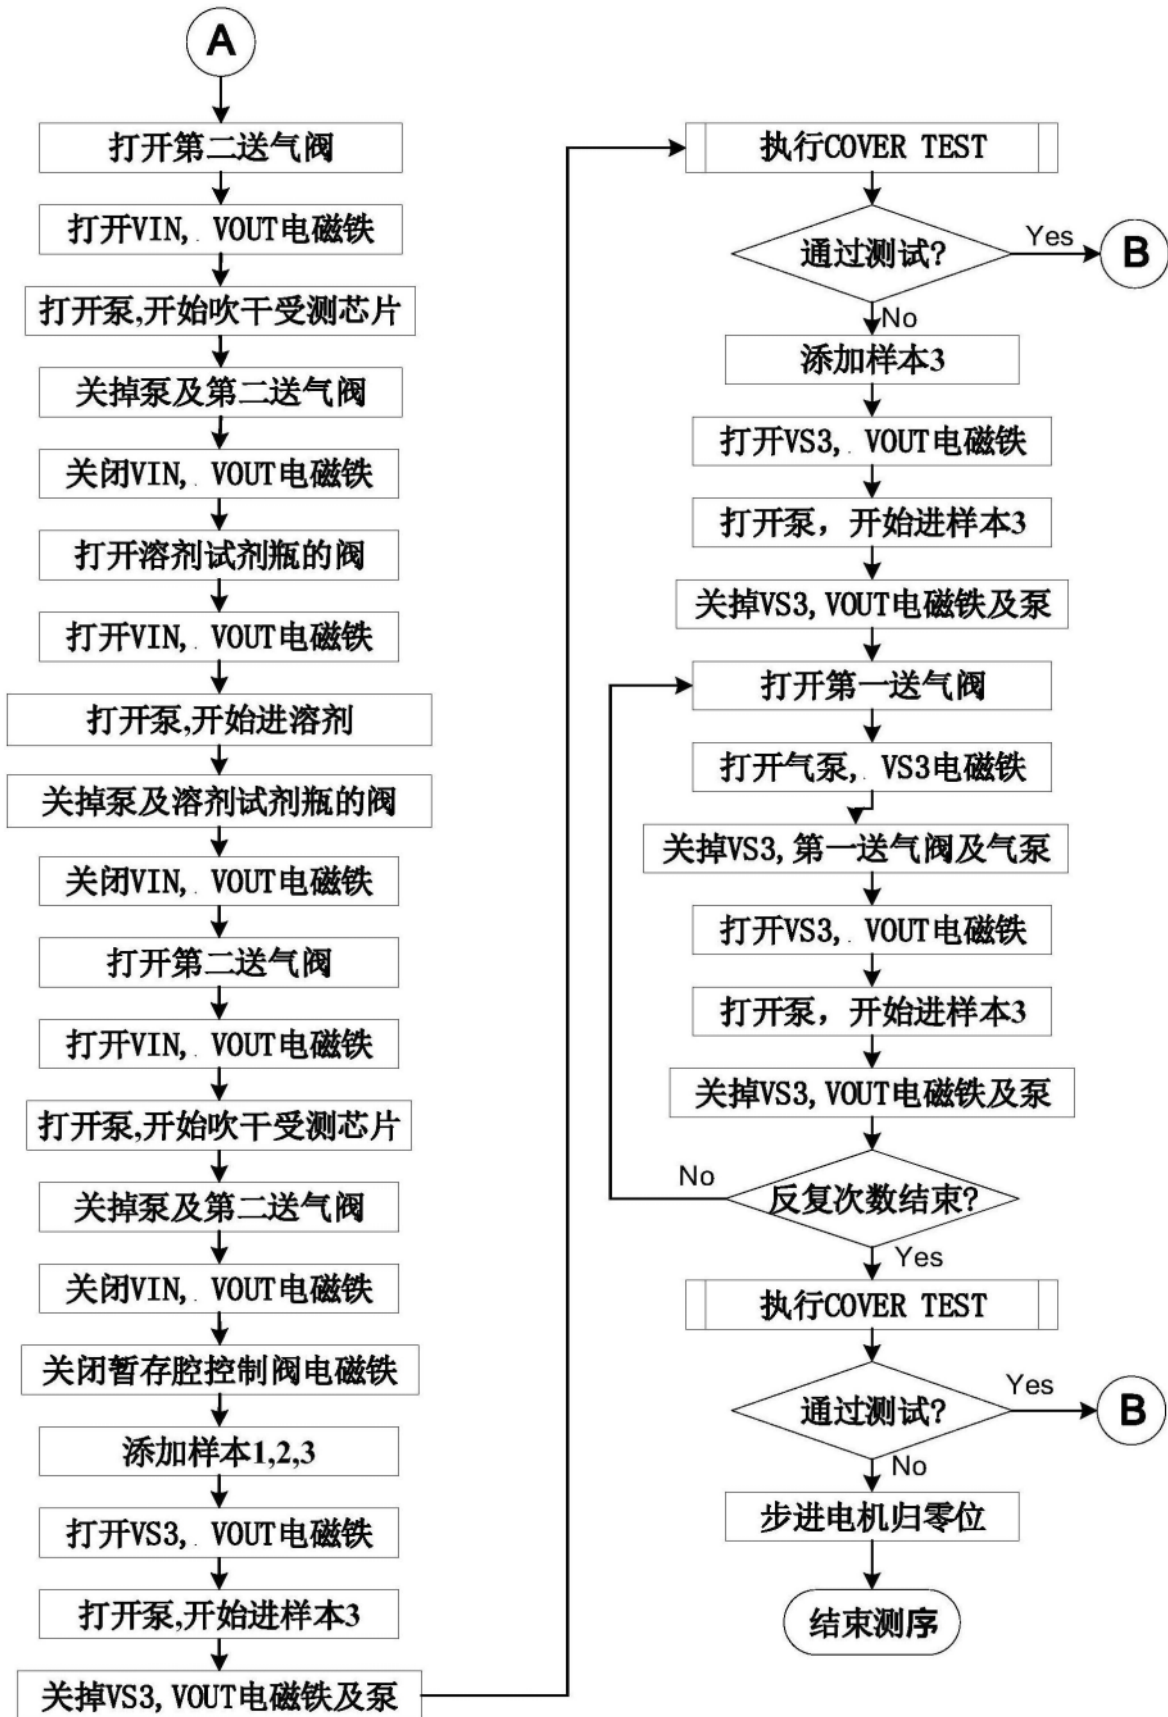 A
打开第二送气阀
打开VIN, VOUT电磁铁
打开泵,开始吹干受测芯片
关掉泵及第二送气阀
关闭VIN, VOUT电磁铁
打开溶剂试剂瓶的阀
打开VIN, VOUT电磁铁
打开泵,开始进溶剂
关掉泵及溶剂试剂瓶的阀
关闭VIN, VOUT电磁铁
打开第二送气阀
打开VIN, VOUT电磁铁
打开泵,开始吹干受测芯片
关掉泵及第二送气阀
关闭VIN, VOUT电磁铁
关闭暂存腔控制阀电磁铁
添加样本1,2,3
打开VS3, VOUT电磁铁
打开泵,开始进样本3
关掉VS3,VOUT电磁铁及泵
执行COVER TEST
通过测试?
Yes
B
No
添加样本3
打开VS3, VOUT电磁铁
打开泵，开始进样本3
关掉VS3,VOUT电磁铁及泵
打开第一送气阀
打开气泵, VS3电磁铁
关掉VS3,第一送气阀及气泵
打开VS3, VOUT电磁铁
打开泵，开始进样本3
关掉VS3,VOUT电磁铁及泵
No
反复次数结束?
Yes
执行COVER TEST
通过测试?
Yes
B
No
步进电机归零位
结束测序